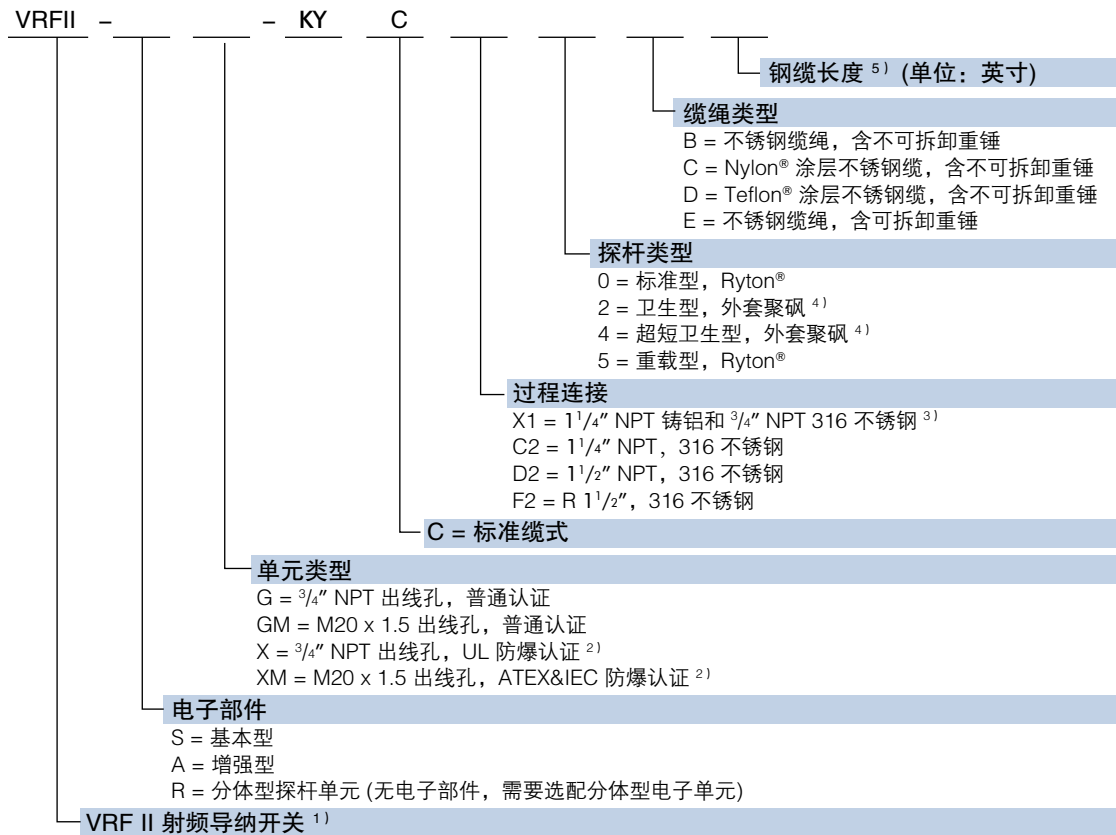 VRFII – – KY C
钢缆长度 ⁵⁾ (单位：英寸)
缆绳类型
B = 不锈钢缆绳，含不可拆卸重锤
C = Nylon® 涂层不锈钢缆，含不可拆卸重锤
D = Teflon® 涂层不锈钢缆，含不可拆卸重锤
E = 不锈钢缆绳，含可拆卸重锤
探杆类型
0 = 标准型，Ryton®
2 = 卫生型，外套聚砜 ⁴⁾
4 = 超短卫生型，外套聚砜 ⁴⁾
5 = 重载型，Ryton®
过程连接
X1 = 1¹/₄″ NPT 铸铝和 ³/₄″ NPT 316 不锈钢 ³⁾
C2 = 1¹/₄″ NPT，316 不锈钢
D2 = 1¹/₂″ NPT，316 不锈钢
F2 = R 1¹/₂″，316 不锈钢
C = 标准缆式
单元类型
G = ³/₄″ NPT 出线孔，普通认证
GM = M20 x 1.5 出线孔，普通认证
X = ³/₄″ NPT 出线孔，UL 防爆认证 ²⁾
XM = M20 x 1.5 出线孔，ATEX&IEC 防爆认证 ²⁾
电子部件
S = 基本型
A = 增强型
R = 分体型探杆单元 (无电子部件，需要选配分体型电子单元)
VRF II 射频导纳开关 ¹⁾